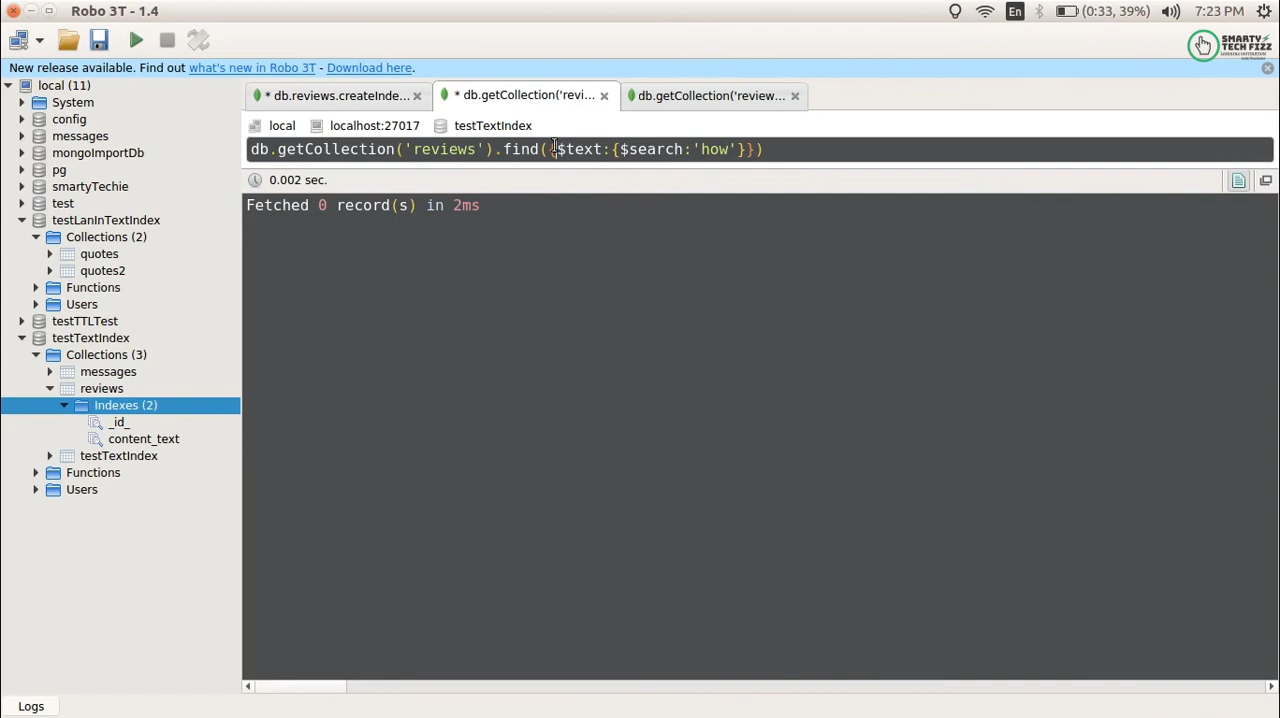 Robo 3T - 1.4
En
(0:33, 39%)
7:23 PM
SMARTY
TECH FIZZ
New release available. Find out what's new in Robo 3T - Download here.
local (11)
System
config
messages
mongoImportDb
pg
smartyTechie
test
testLanInTextIndex
Collections (2)
quotes
quotes2
Functions
Users
testTTLTest
testTextIndex
Collections (3)
messages
reviews
Indexes (2)
_id_
content_text
testTextIndex
Functions
Users
* db.reviews.createInde...
* db.getCollection('revi...
db.getCollection('review...
local
localhost:27017
testTextIndex
db.getCollection('reviews').find({$text:{$search:'how'}})
0.002 sec.
Fetched 0 record(s) in 2ms
Logs